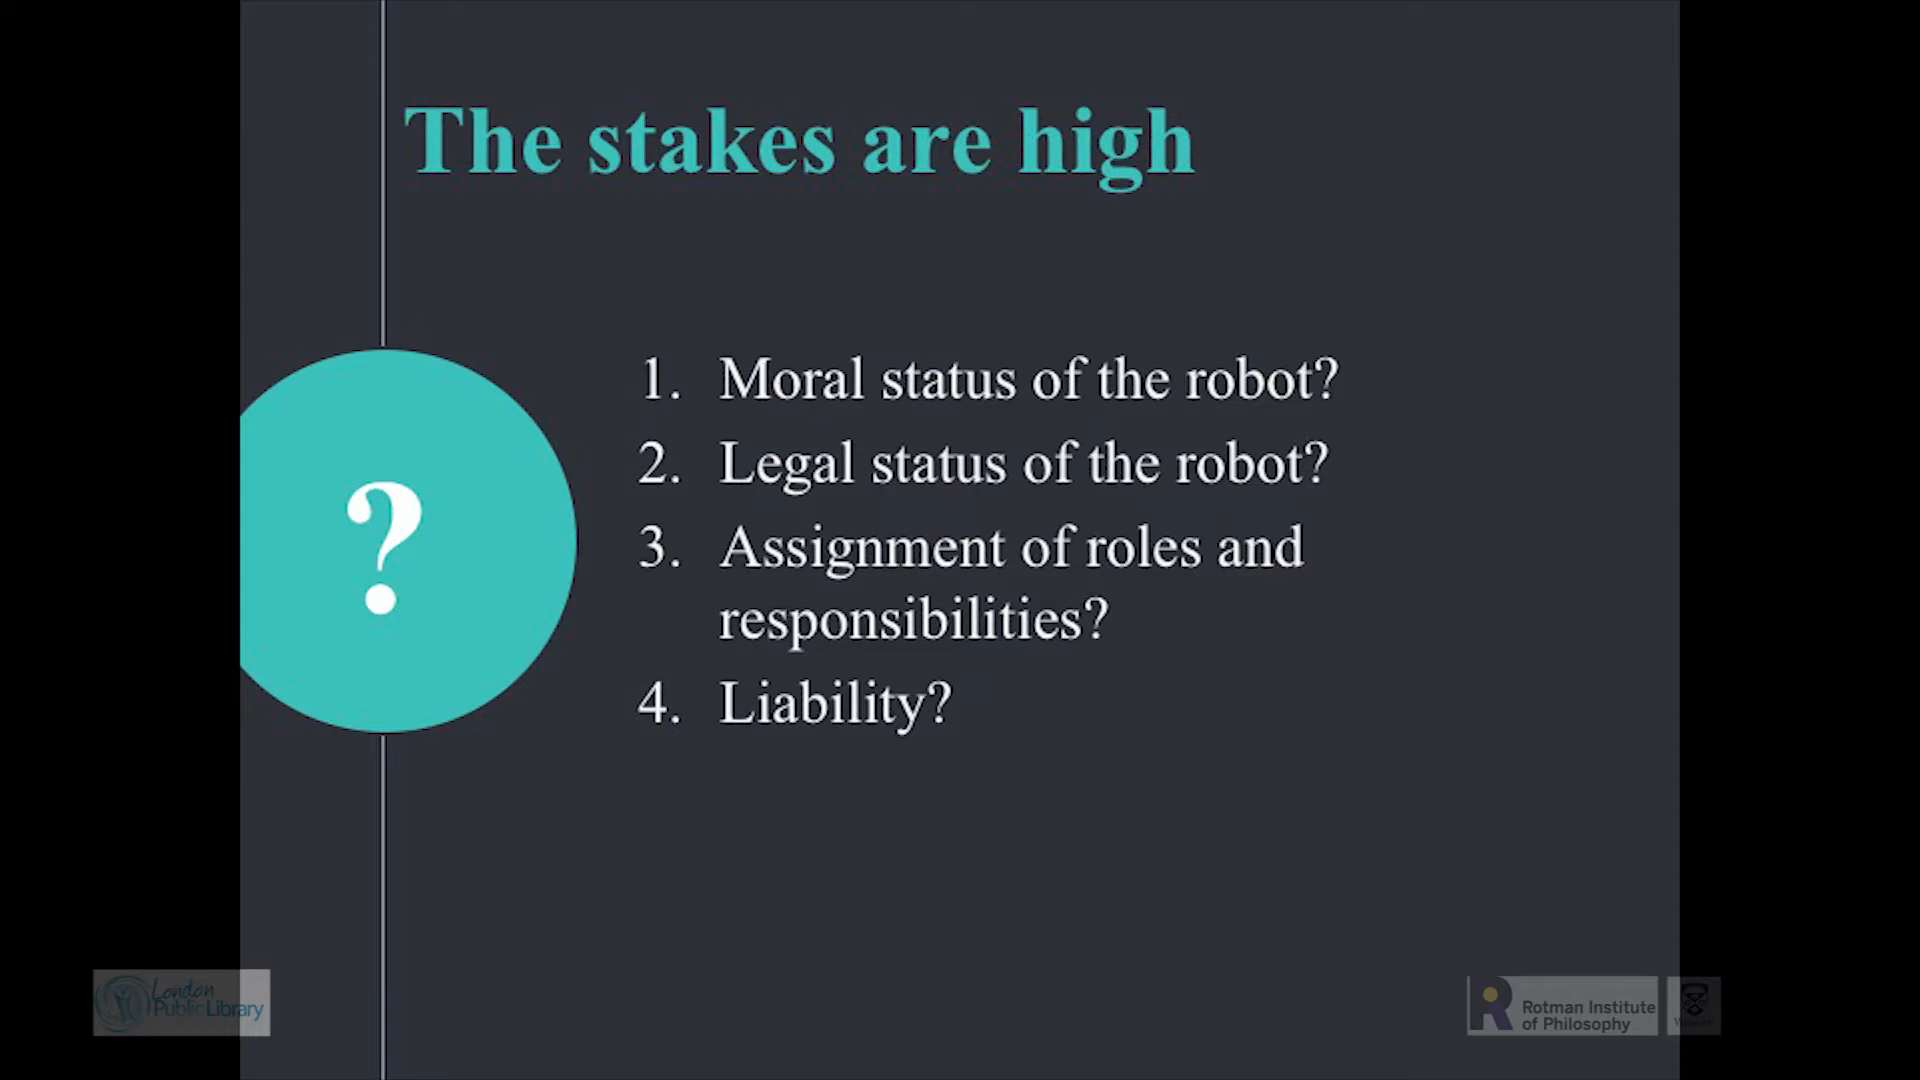 The stakes are high
?
1. Moral status of the robot?
2. Legal status of the robot?
3. Assignment of roles and
responsibilities?
4. Liability?
London
Public Library
Rotman Institute
of Philosophy